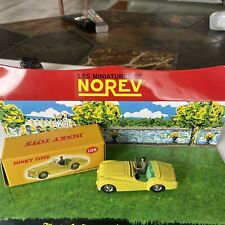 LES MINIATURES DE
NOREV
DINKY TOYS
DINKY TOYS
105